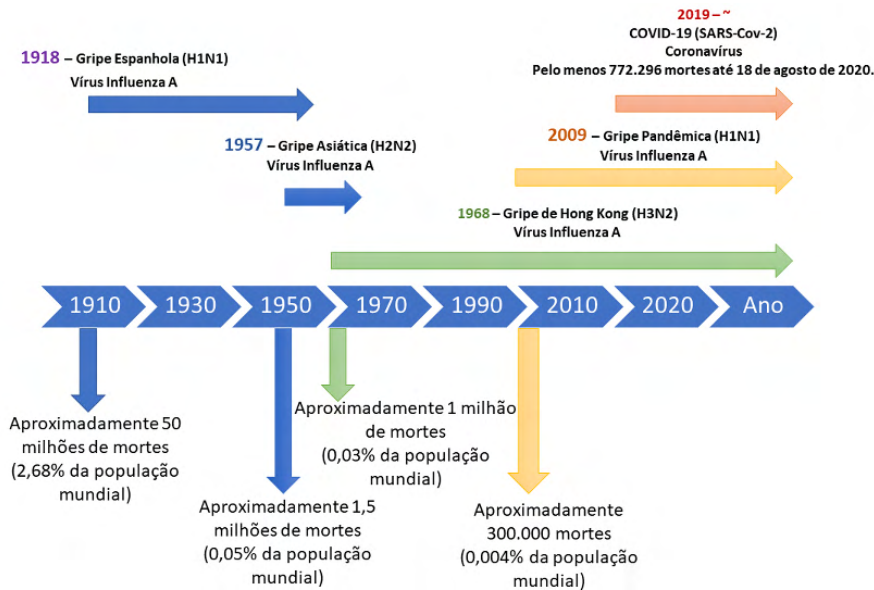 2019 – ~
COVID-19 (SARS-Cov-2)
Coronavírus
Pelo menos 772.296 mortes até 18 de agosto de 2020.
1918 – Gripe Espanhola (H1N1)
Vírus Influenza A
1957 – Gripe Asiática (H2N2)
Vírus Influenza A
2009 – Gripe Pandêmica (H1N1)
Vírus Influenza A
1968 – Gripe de Hong Kong (H3N2)
Vírus Influenza A
1910 1930 1950 1970 1990 2010 2020 Ano
Aproximadamente 50
milhões de mortes
(2,68% da população
mundial)
Aproximadamente 1,5
milhões de mortes
(0,05% da população
mundial)
Aproximadamente 1 milhão
de mortes
(0,03% da população
mundial)
Aproximadamente
300.000 mortes
(0,004% da população
mundial)